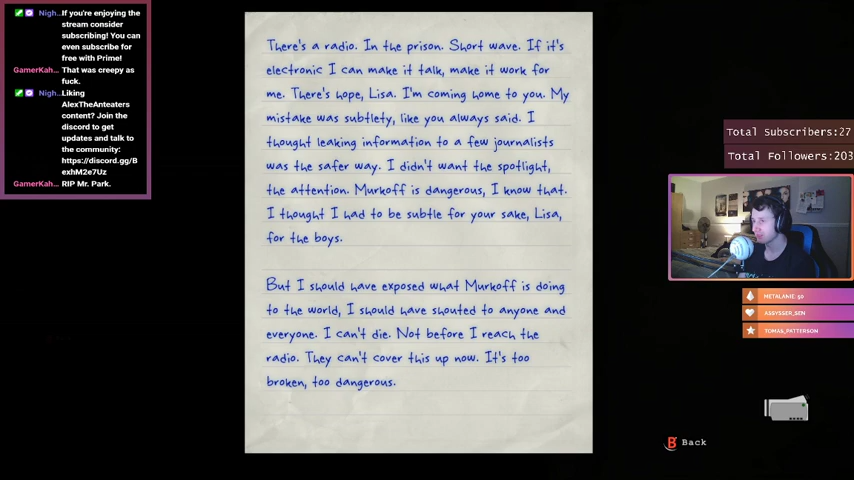 Nigh... If you're enjoying the
stream consider
subscribing! You can
even subscribe for
free with Prime!
GamerKah... That was creepy as
fuck.
Nigh... Liking
AlexTheAnteaters
content? Join the
discord to get
updates and talk to
the community:
https://discord.gg/B
exhM2e7Uz
GamerKah... RIP Mr. Park.
There's a radio. In the prison. Short wave. If it's
electronic I can make it talk, make it work for
me. There's hope, Lisa. I'm coming home to you. My
mistake was subtlety, like you always said. I
thought leaking information to a few journalists
was the safer way. I didn't want the spotlight,
the attention. Murkoff is dangerous, I know that.
I thought I had to be subtle for your sake, Lisa,
for the boys.
But I should have exposed what Murkoff is doing
to the world, I should have shouted to anyone and
everyone. I can't die. Not before I reach the
radio. They can't cover this up now. It's too
broken, too dangerous.
Total Subscribers:27
Total Followers:203
METALAME: 90
ABSYSSER_SEN
TOMAS_PATTERSON
B Back